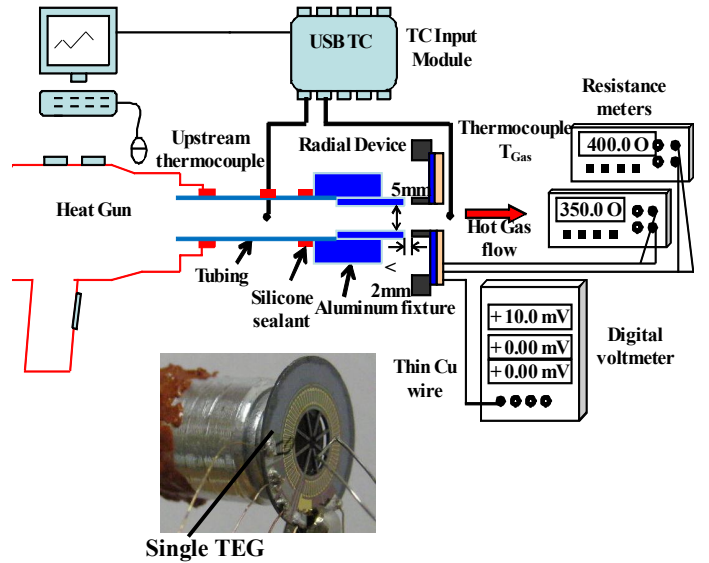 USB TC
TC Input
Module
Resistance
meters
400.0 O
Upstream
thermocouple
Radial Device
Thermocouple
T_Gas
350.0 O
Heat Gun
5mm
Hot Gas
flow
Tubing
Silicone
sealant
<
2mm
Aluminum fixture
+ 10.0 mV
+ 0.00 mV
+ 0.00 mV
Digital
voltmeter
Thin Cu
wire
Single TEG